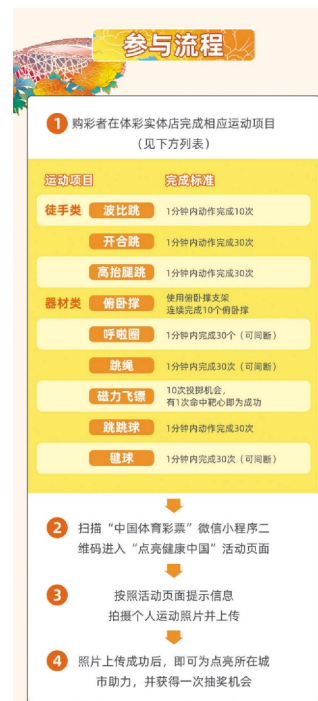 参与流程
1 购彩者在体彩实体店完成相应运动项目
（见下方列表）
运动项目 完成标准
徒手类 波比跳 1分钟内动作完成10次
开合跳 1分钟内动作完成30次
高抬腿跳 1分钟内动作完成30次
器材类 俯卧撑 使用俯卧撑支架
连续完成10个俯卧撑
呼啦圈 1分钟内完成30个（可间断）
跳绳 1分钟内完成30次（可间断）
磁力飞镖 10次投掷机会，
有1次命中靶心即为成功
跳跳球 1分钟内动作完成30次
毽球 1分钟内完成30次（可间断）
2 扫描“中国体育彩票”微信小程序二
维码进入“点亮健康中国”活动页面
3 按照活动页面提示信息
拍摄个人运动照片并上传
4 照片上传成功后，即可为点亮所在城
市助力，并获得一次抽奖机会